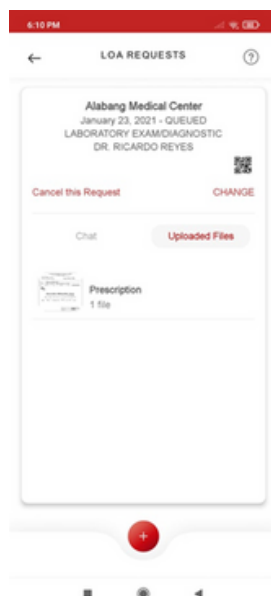 6:10 PM
LOA REQUESTS
?
Alabang Medical Center
January 23, 2021 - QUEUED
LABORATORY EXAM/DIAGNOSTIC
DR. RICARDO REYES
Cancel this Request CHANGE
Chat Uploaded Files
Prescription
1 file
+